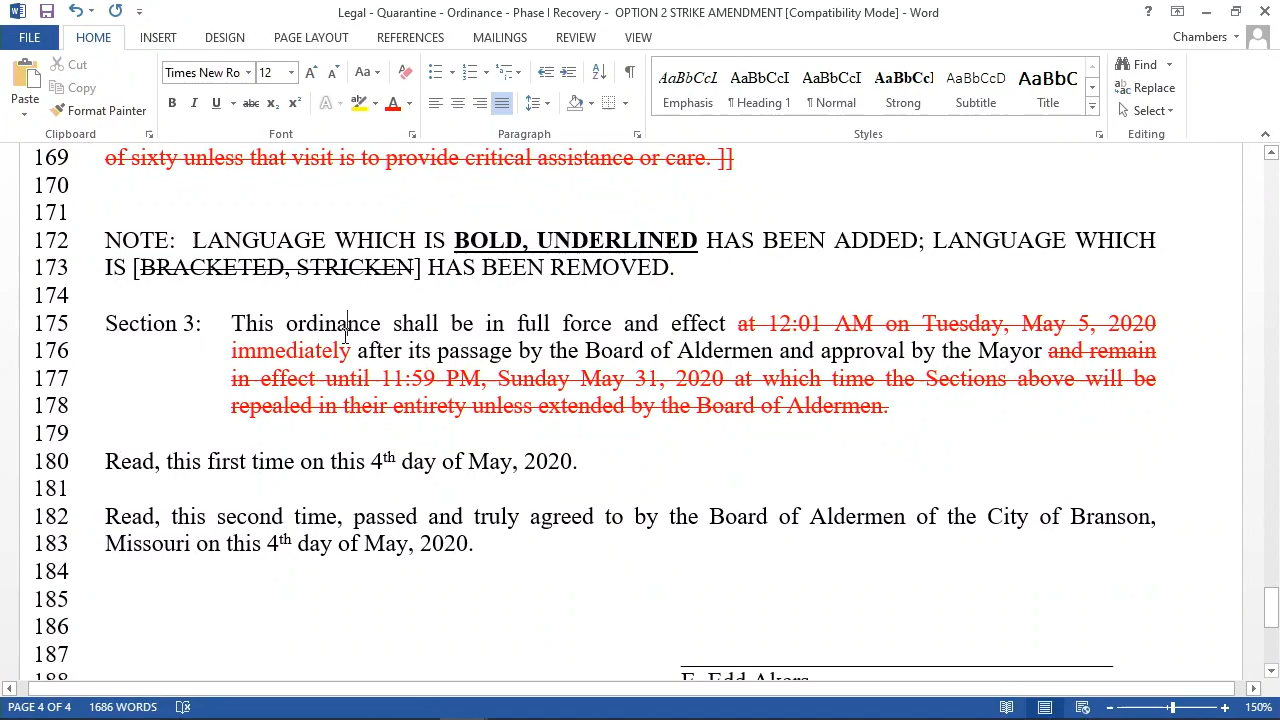 Legal - Quarantine - Ordinance - Phase I Recovery - OPTION 2 STRIKE AMENDMENT [Compatibility Mode] - Word
FILE HOME INSERT DESIGN PAGE LAYOUT REFERENCES MAILINGS REVIEW VIEW Chambers
Paste
Cut
Copy
Format Painter
Clipboard
Times New Ro 12
Font
Paragraph
AaBbCcI AaBbCcI AaBbCcI AaBbCcI AaBbCcD AaBbC
Emphasis ¶ Heading ¶ Normal Strong Subtitle Title
Styles
Find
Replace
Select
Editing
169 of sixty unless that visit is to provide critical assistance or care. ]]
170
171
172 NOTE: LANGUAGE WHICH IS BOLD, UNDERLINED HAS BEEN ADDED; LANGUAGE WHICH
173 IS [BRACKETED, STRICKEN] HAS BEEN REMOVED.
174
175 Section 3: This ordinance shall be in full force and effect at 12:01 AM on Tuesday, May 5, 2020
176 immediately after its passage by the Board of Aldermen and approval by the Mayor and remain
177 in effect until 11:59 PM, Sunday May 31, 2020 at which time the Sections above will be
178 repealed in their entirety unless extended by the Board of Aldermen.
179
180 Read, this first time on this 4th day of May, 2020.
181
182 Read, this second time, passed and truly agreed to by the Board of Aldermen of the City of Branson,
183 Missouri on this 4th day of May, 2020.
184
185
186
187
188 E. Edd Akers
PAGE 4 OF 4 1686 WORDS 150%